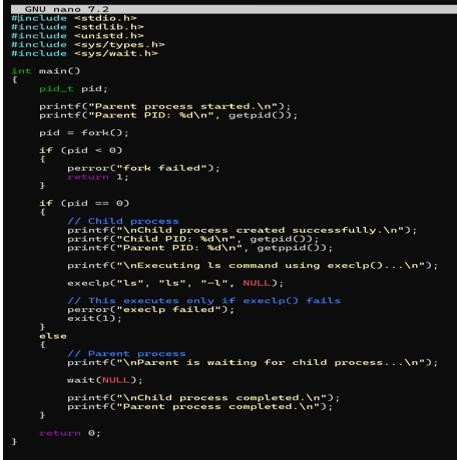 GNU nano 7.2
#include <stdio.h>
#include <stdlib.h>
#include <unistd.h>
#include <sys/types.h>
#include <sys/wait.h>
int main()
{
    pid_t pid;
    printf("Parent process started.\n");
    printf("Parent PID: %d\n", getpid());
    pid = fork();
    if (pid < 0)
    {
        perror("fork failed");
        return 1;
    }
    if (pid == 0)
    {
        // Child process
        printf("\nChild process created successfully.\n");
        printf("Child PID: %d\n", getpid());
        printf("Parent PID: %d\n", getppid());
        printf("\nExecuting ls command using execlp()...\n");
        execlp("ls", "ls", "-l", NULL);
        // This executes only if execlp() fails
        perror("execlp failed");
        exit(1);
    }
    else
    {
        // Parent process
        printf("\nParent is waiting for child process...\n");
        wait(NULL);
        printf("\nChild process completed.\n");
        printf("Parent process completed.\n");
    }
    return 0;
}